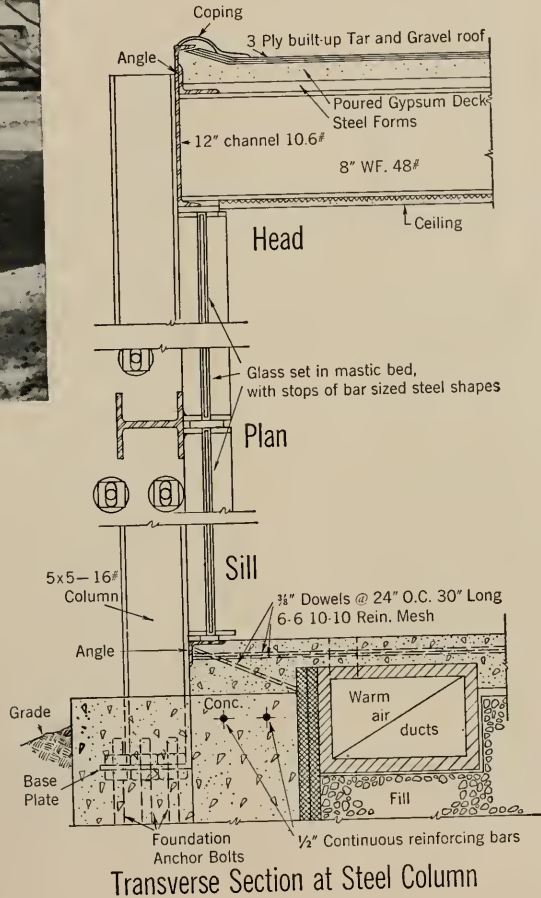 Coping
3 Ply built-up Tar and Gravel roof
Angle
Poured Gypsum Deck
Steel Forms
12" channel 10.6#
8" WF. 48#
Ceiling
Head
Glass set in mastic bed,
with stops of bar sized steel shapes
Plan
Sill
5x5—16#
Column
⅜" Dowels @ 24" O.C. 30" Long
6-6 10-10 Rein. Mesh
Angle
Conc.
Warm
air
ducts
Grade
Base
Plate
Fill
Foundation
Anchor Bolts
½" Continuous reinforcing bars
Transverse Section at Steel Column